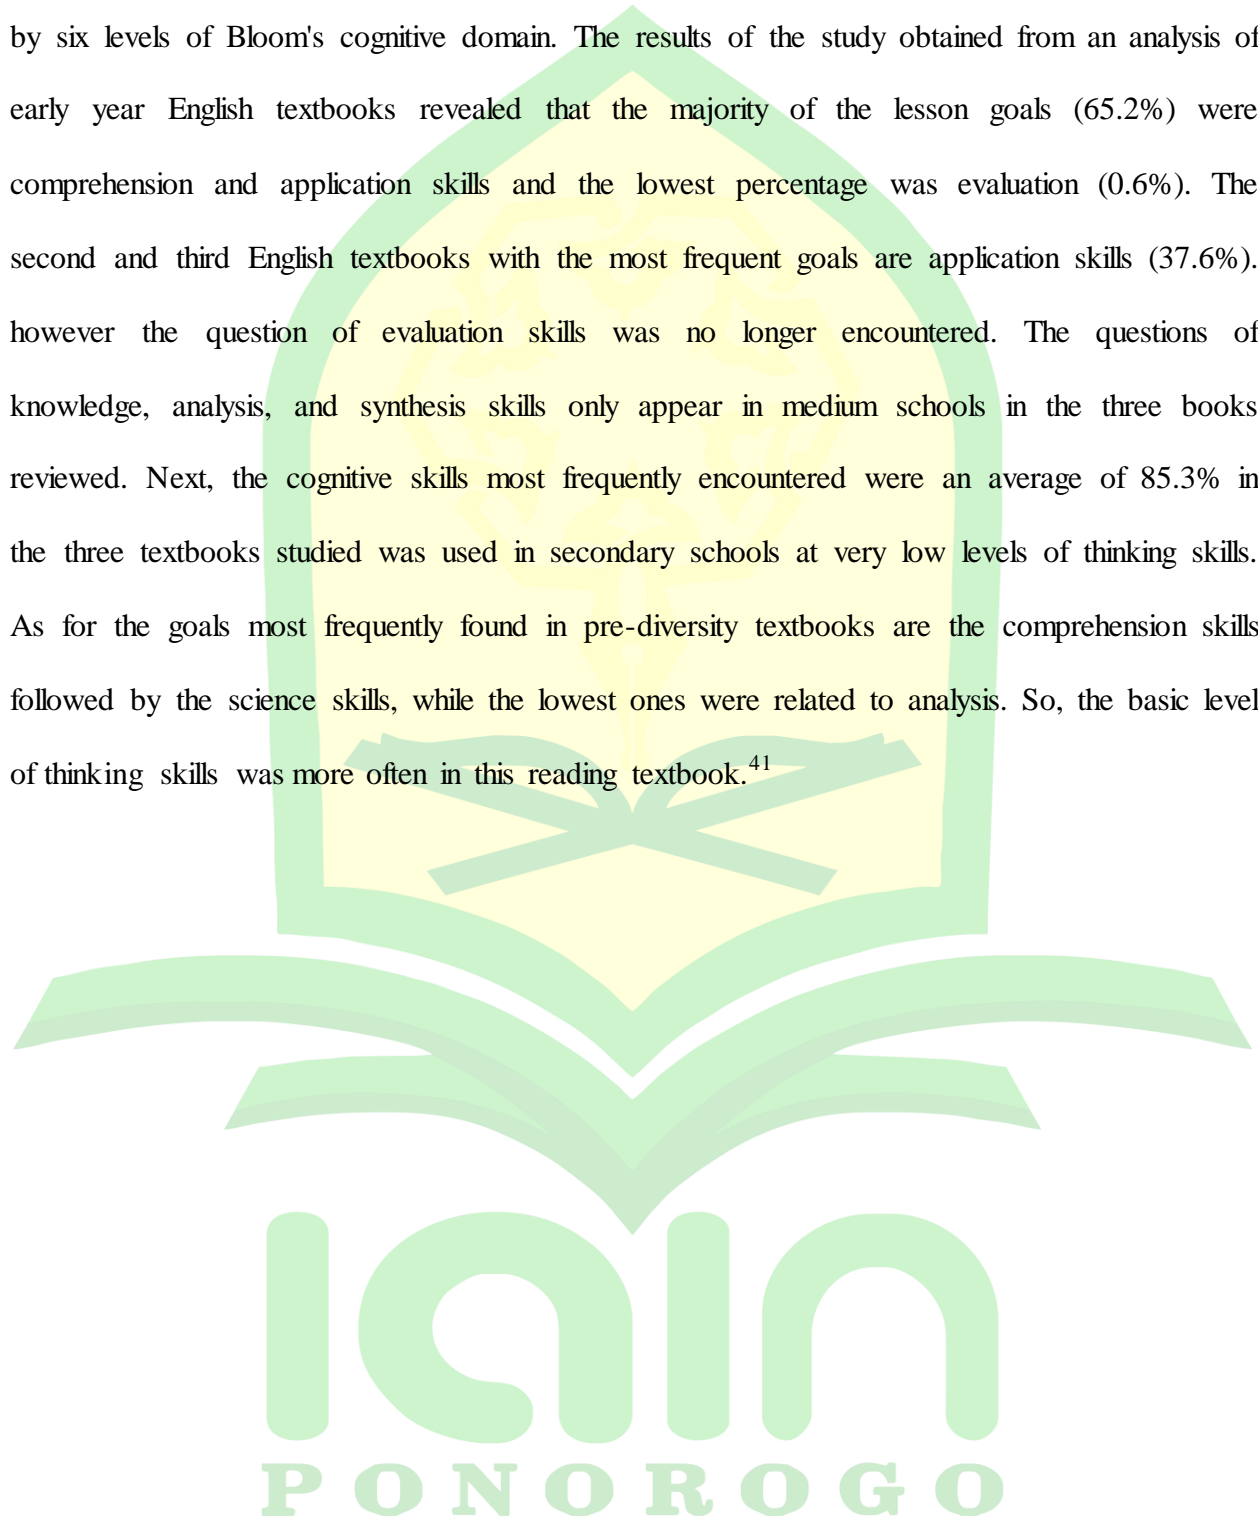 by six levels of Bloom's cognitive domain. The results of the study obtained from an analysis of
early year English textbooks revealed that the majority of the lesson goals (65.2%) were
comprehension and application skills and the lowest percentage was evaluation (0.6%). The
second and third English textbooks with the most frequent goals are application skills (37.6%).
however the question of evaluation skills was no longer encountered. The questions of
knowledge, analysis, and synthesis skills only appear in medium schools in the three books
reviewed. Next, the cognitive skills most frequently encountered were an average of 85.3% in
the three textbooks studied was used in secondary schools at very low levels of thinking skills.
As for the goals most frequently found in pre-diversity textbooks are the comprehension skills
followed by the science skills, while the lowest ones were related to analysis. So, the basic level
of thinking skills was more often in this reading textbook.41
iain
PONOROGO